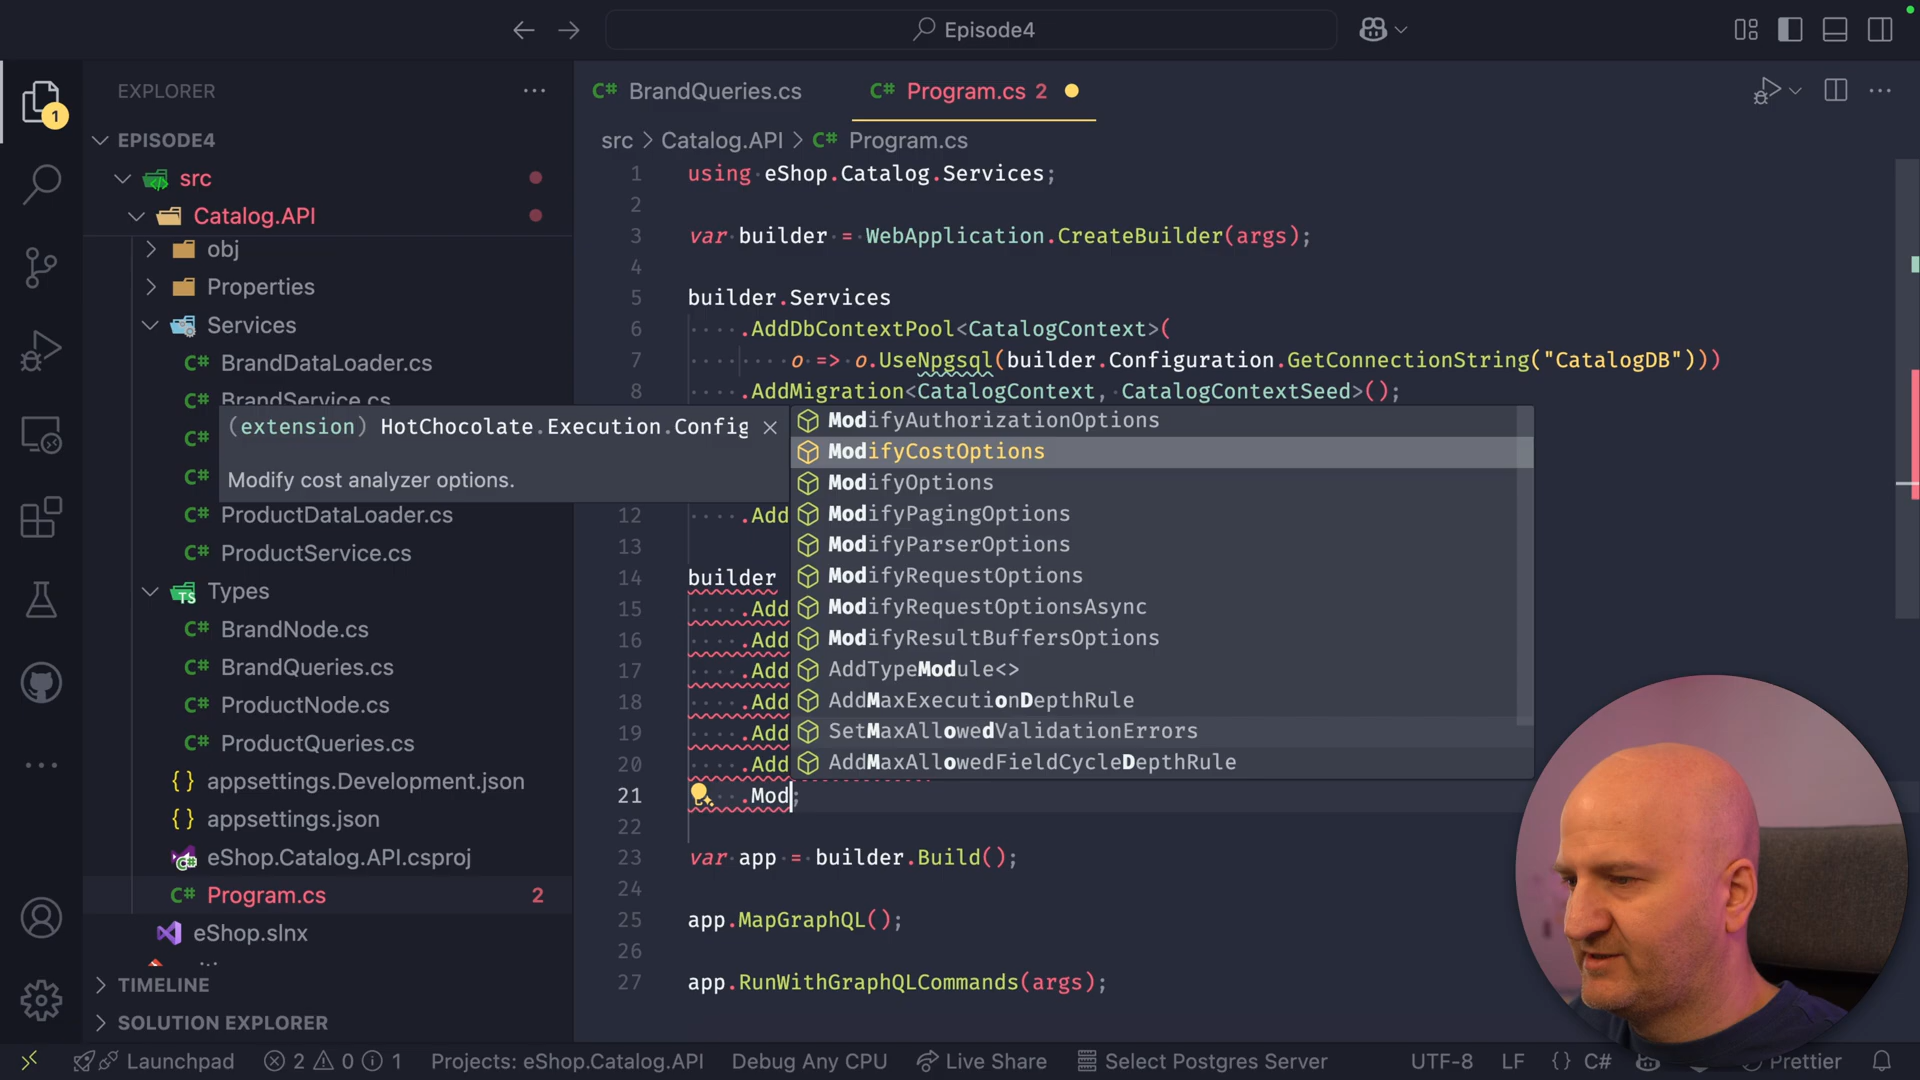 Episode4
EXPLORER
1
EPISODE4
src
Catalog.API
obj
Properties
Services
BrandDataLoader.cs
BrandService.cs
ProductDataLoader.cs
ProductService.cs
Types
BrandNode.cs
BrandQueries.cs
ProductNode.cs
ProductQueries.cs
appsettings.Development.json
appsettings.json
eShop.Catalog.API.csproj
Program.cs 2
eShop.slnx
TIMELINE
SOLUTION EXPLORER
BrandQueries.cs
Program.cs 2
src > Catalog.API > Program.cs
1 using eShop.Catalog.Services;
2
3 var builder = WebApplication.CreateBuilder(args);
4
5 builder.Services
6 .AddDbContextPool<CatalogContext>(
7 o => o.UseNpgsql(builder.Configuration.GetConnectionString("CatalogDB")))
8 .AddMigration<CatalogContext, CatalogContextSeed>();
(extension) HotChocolate.Execution.Config
Modify cost analyzer options.
ModifyAuthorizationOptions
ModifyCostOptions
ModifyOptions
ModifyPagingOptions
ModifyParserOptions
ModifyRequestOptions
ModifyRequestOptionsAsync
ModifyResultBuffersOptions
AddTypeModule<>
AddMaxExecutionDepthRule
SetMaxAllowedValidationErrors
AddMaxAllowedFieldCycleDepthRule
12 .Add
13
14 builder
15 .Add
16 .Add
17 .Add
18 .Add
19 .Add
20 .Add
21 .Mod;
22
23 var app = builder.Build();
24
25 app.MapGraphQL();
26
27 app.RunWithGraphQLCommands(args);
Launchpad 2 0 1 Projects: eShop.Catalog.API Debug Any CPU Live Share Select Postgres Server UTF-8 LF {} C# Prettier